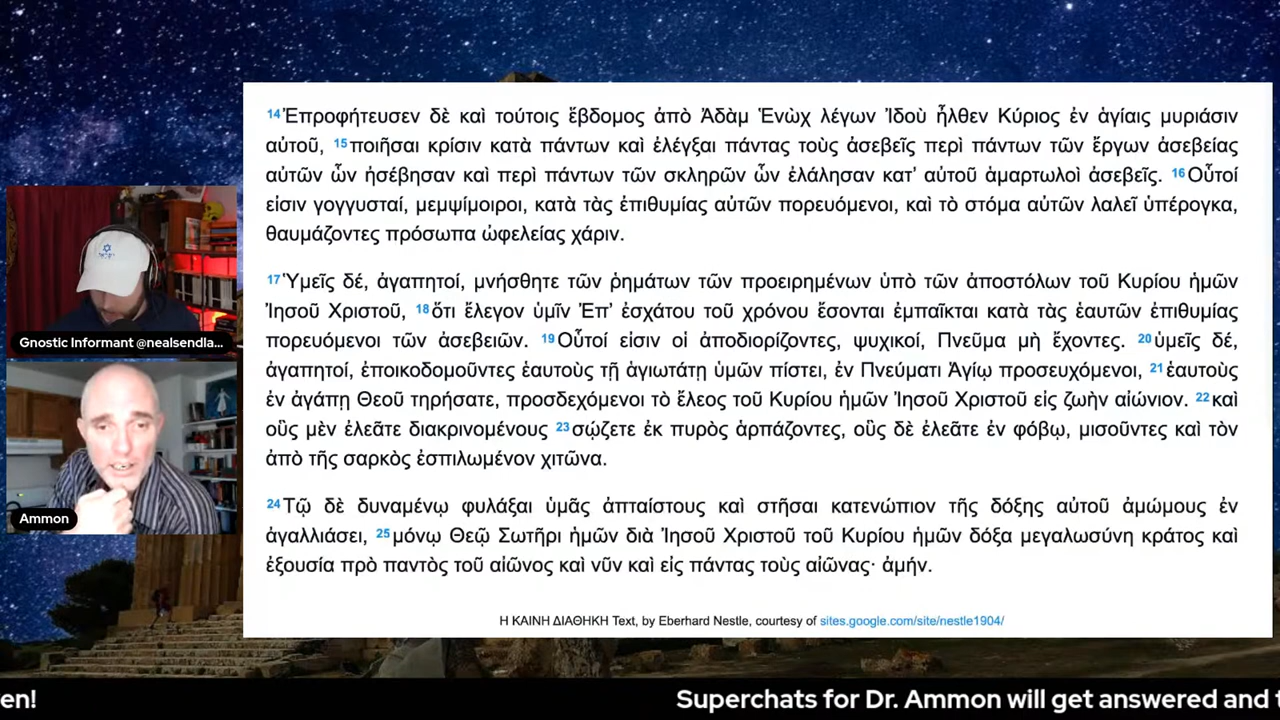 14 Ἐπροφήτευσεν δὲ καὶ τούτοις ἕβδομος ἀπὸ Ἀδὰμ Ἑνὼχ λέγων Ἰδοὺ ἦλθεν Κύριος ἐν ἁγίαις μυριάσιν
αὐτοῦ, 15 ποιῆσαι κρίσιν κατὰ πάντων καὶ ἐλέγξαι πάντας τοὺς ἀσεβεῖς περὶ πάντων τῶν ἔργων ἀσεβείας
αὐτῶν ὧν ἠσέβησαν καὶ περὶ πάντων τῶν σκληρῶν ὧν ἐλάλησαν κατ’ αὐτοῦ ἁμαρτωλοὶ ἀσεβεῖς. 16 Οὗτοί
εἰσιν γογγυσταί, μεμψίμοιροι, κατὰ τὰς ἐπιθυμίας αὐτῶν πορευόμενοι, καὶ τὸ στόμα αὐτῶν λαλεῖ ὑπέρογκα,
θαυμάζοντες πρόσωπα ὠφελείας χάριν.
17 Ὑμεῖς δέ, ἀγαπητοί, μνήσθητε τῶν ῥημάτων τῶν προειρημένων ὑπὸ τῶν ἀποστόλων τοῦ Κυρίου ἡμῶν
Ἰησοῦ Χριστοῦ, 18 ὅτι ἔλεγον ὑμῖν Ἐπ’ ἐσχάτου τοῦ χρόνου ἔσονται ἐμπαῖκται κατὰ τὰς ἑαυτῶν ἐπιθυμίας
πορευόμενοι τῶν ἀσεβειῶν. 19 Οὗτοί εἰσιν οἱ ἀποδιορίζοντες, ψυχικοί, Πνεῦμα μὴ ἔχοντες. 20 ὑμεῖς δέ,
ἀγαπητοί, ἐποικοδομοῦντες ἑαυτοὺς τῇ ἁγιωτάτῃ ὑμῶν πίστει, ἐν Πνεύματι Ἁγίῳ προσευχόμενοι, 21 ἑαυτοὺς
ἐν ἀγάπῃ Θεοῦ τηρήσατε, προσδεχόμενοι τὸ ἔλεος τοῦ Κυρίου ἡμῶν Ἰησοῦ Χριστοῦ εἰς ζωὴν αἰώνιον. 22 καὶ
οὓς μὲν ἐλεᾶτε διακρινομένους 23 σῴζετε ἐκ πυρὸς ἁρπάζοντες, οὓς δὲ ἐλεᾶτε ἐν φόβῳ, μισοῦντες καὶ τὸν
ἀπὸ τῆς σαρκὸς ἐσπιλωμένον χιτῶνα.
24 Τῷ δὲ δυναμένῳ φυλάξαι ὑμᾶς ἀπταίστους καὶ στῆσαι κατενώπιον τῆς δόξης αὐτοῦ ἀμώμους ἐν
ἀγαλλιάσει, 25 μόνῳ Θεῷ Σωτῆρι ἡμῶν διὰ Ἰησοῦ Χριστοῦ τοῦ Κυρίου ἡμῶν δόξα μεγαλωσύνη κράτος καὶ
ἐξουσία πρὸ παντὸς τοῦ αἰῶνος καὶ νῦν καὶ εἰς πάντας τοὺς αἰῶνας· ἀμήν.
Η ΚΑΙΝΗ ΔΙΑΘΗΚΗ Text, by Eberhard Nestle, courtesy of sites.google.com/site/nestle1904/
Gnostic Informant @nealsendla...
Ammon
en! Superchats for Dr. Ammon will get answered and